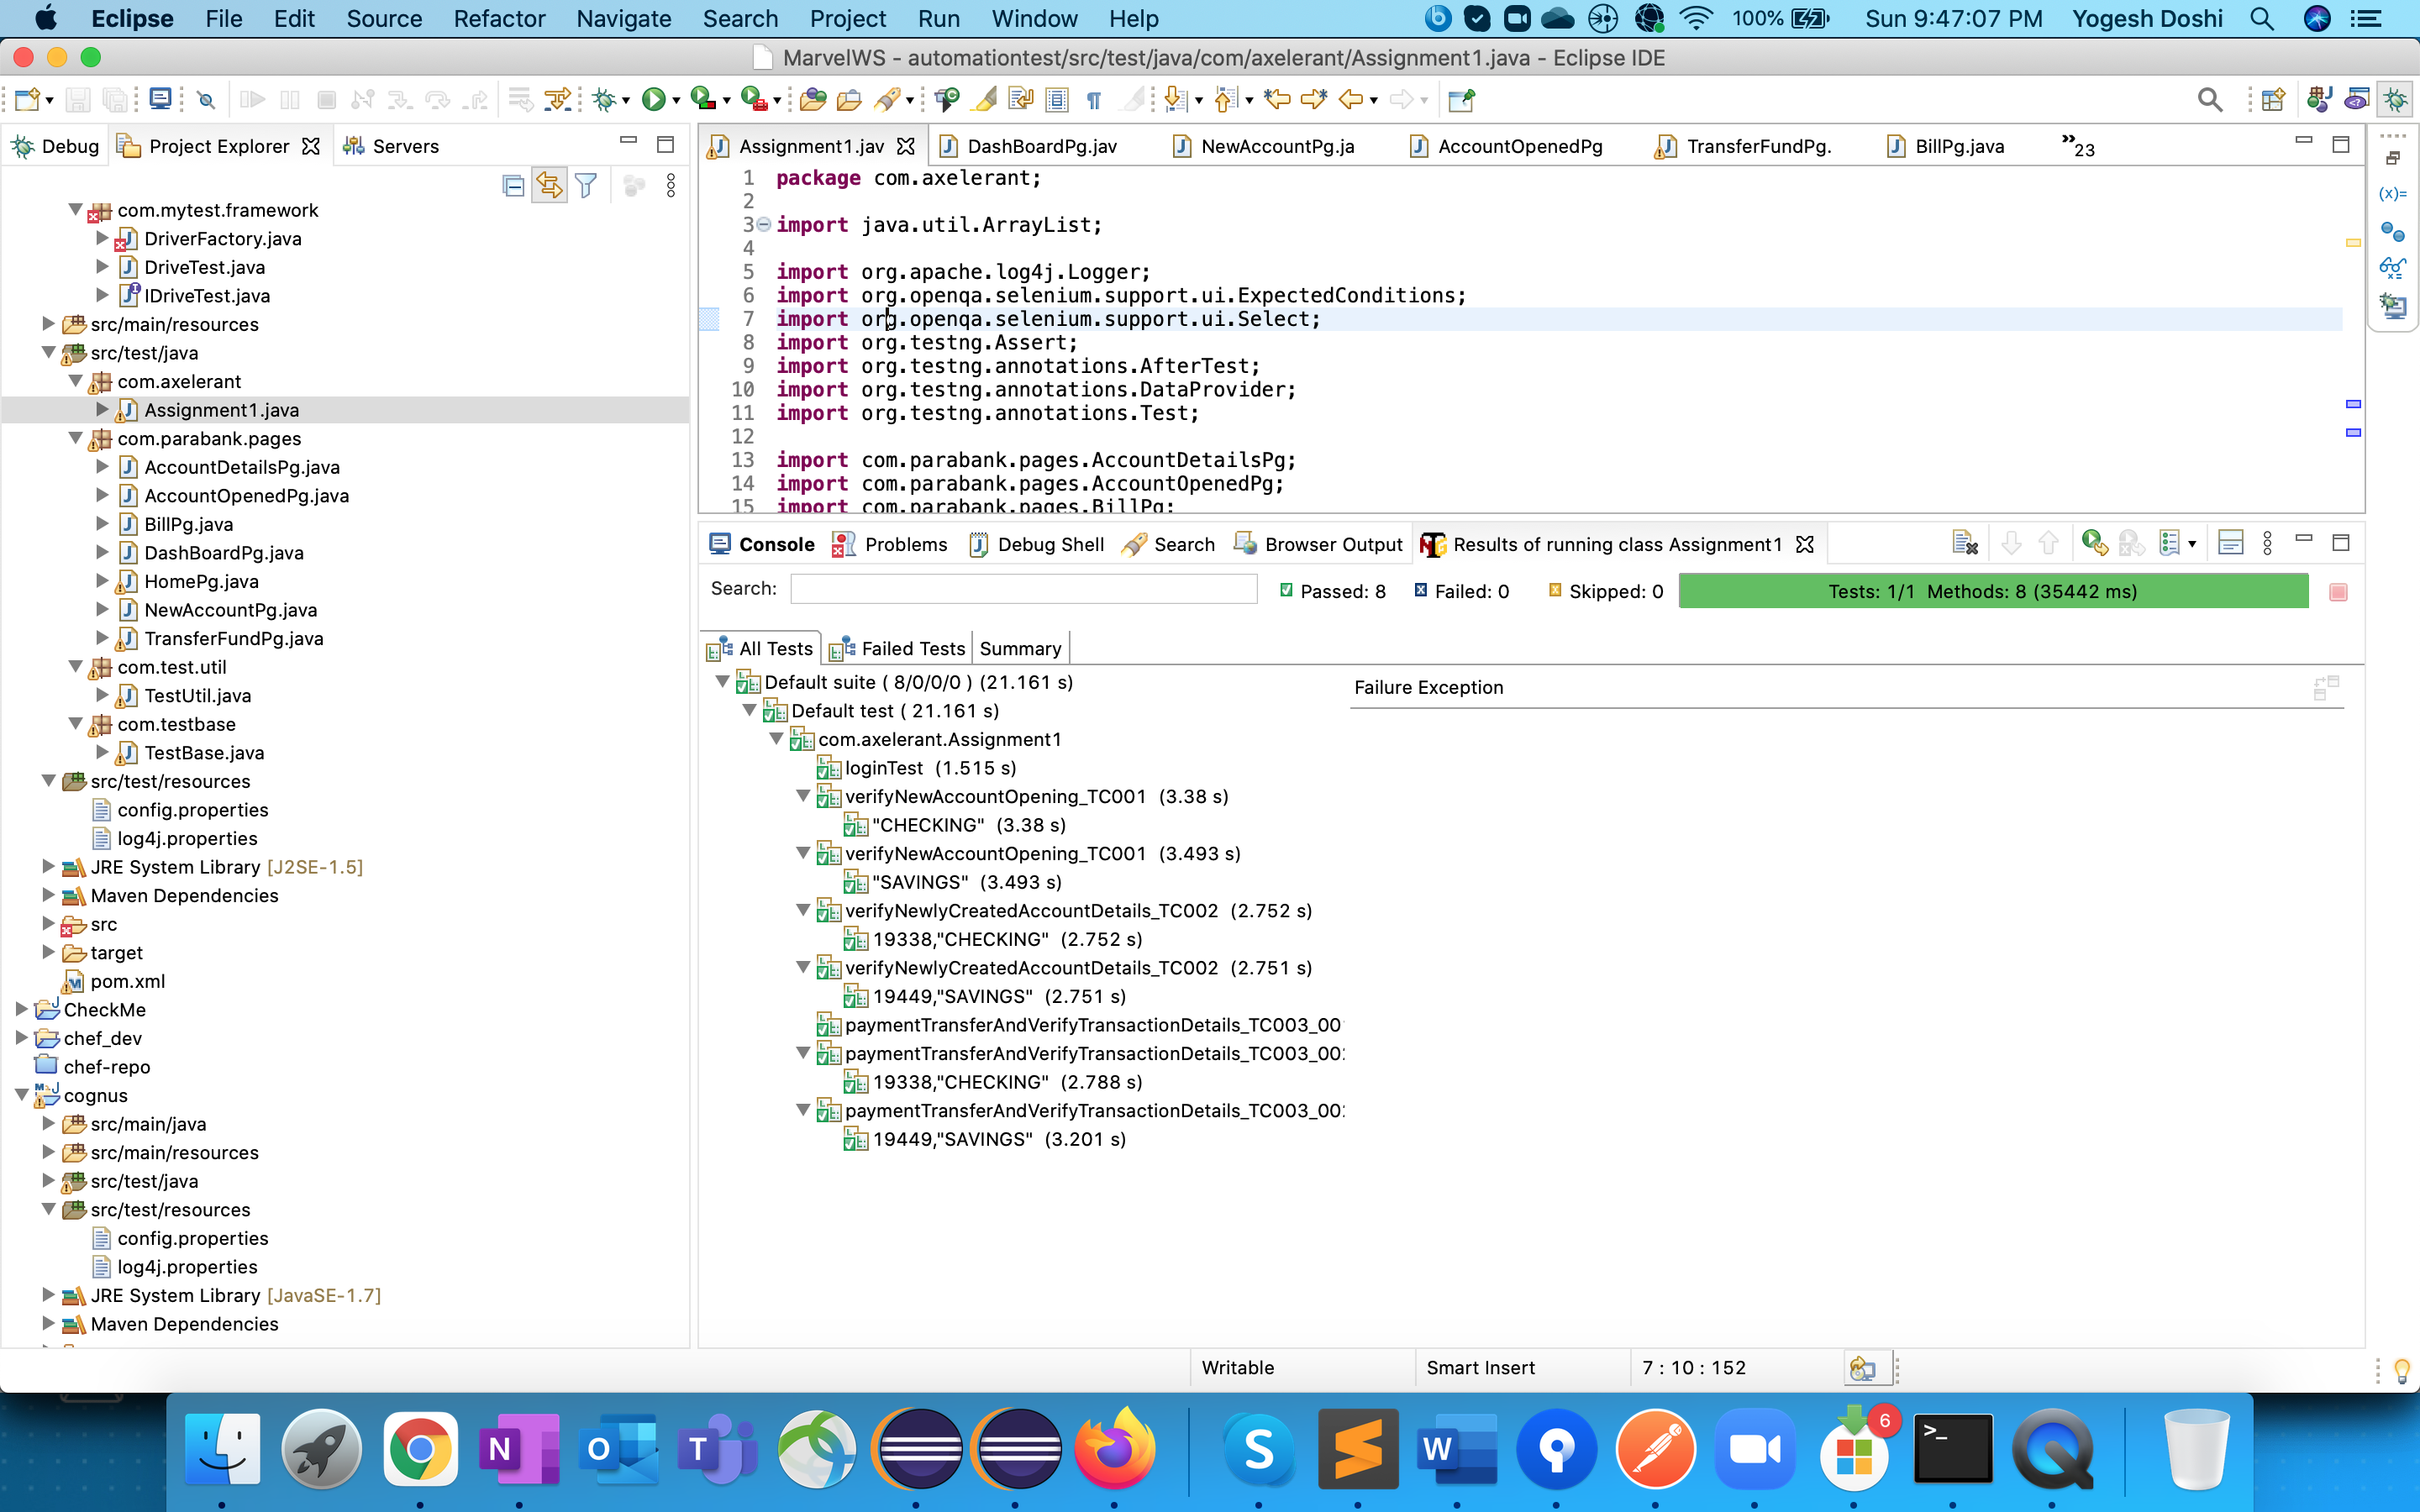 Eclipse File Edit Source Refactor Navigate Search Project Run Window Help 100% Sun 9:47:07 PM Yogesh Doshi
MarvelWS - automationtest/src/test/java/com/axelerant/Assignment1.java - Eclipse IDE
Debug Project Explorer Servers
com.mytest.framework
DriverFactory.java
DriveTest.java
IDriveTest.java
src/main/resources
src/test/java
com.axelerant
Assignment1.java
com.parabank.pages
AccountDetailsPg.java
AccountOpenedPg.java
BillPg.java
DashBoardPg.java
HomePg.java
NewAccountPg.java
TransferFundPg.java
com.test.util
TestUtil.java
com.testbase
TestBase.java
src/test/resources
config.properties
log4j.properties
JRE System Library [J2SE-1.5]
Maven Dependencies
src
target
pom.xml
CheckMe
chef_dev
chef-repo
cognus
src/main/java
src/main/resources
src/test/java
src/test/resources
config.properties
log4j.properties
JRE System Library [JavaSE-1.7]
Maven Dependencies
Assignment1.jav DashBoardPg.jav NewAccountPg.ja AccountOpenedPg TransferFundPg. BillPg.java »23
1 package com.axelerant;
2
3 import java.util.ArrayList;
4
5 import org.apache.log4j.Logger;
6 import org.openqa.selenium.support.ui.ExpectedConditions;
7 import org.openqa.selenium.support.ui.Select;
8 import org.testng.Assert;
9 import org.testng.annotations.AfterTest;
10 import org.testng.annotations.DataProvider;
11 import org.testng.annotations.Test;
12
13 import com.parabank.pages.AccountDetailsPg;
14 import com.parabank.pages.AccountOpenedPg;
15 import com.parabank.pages.BillPg;
(x)=
Console Problems Debug Shell Search Browser Output Results of running class Assignment1
Search: Passed: 8 Failed: 0 Skipped: 0 Tests: 1/1 Methods: 8 (35442 ms)
All Tests Failed Tests Summary
Default suite ( 8/0/0/0 ) (21.161 s)
Default test ( 21.161 s)
com.axelerant.Assignment1
loginTest (1.515 s)
verifyNewAccountOpening_TC001 (3.38 s)
"CHECKING" (3.38 s)
verifyNewAccountOpening_TC001 (3.493 s)
"SAVINGS" (3.493 s)
verifyNewlyCreatedAccountDetails_TC002 (2.752 s)
19338,"CHECKING" (2.752 s)
verifyNewlyCreatedAccountDetails_TC002 (2.751 s)
19449,"SAVINGS" (2.751 s)
paymentTransferAndVerifyTransactionDetails_TC003_00
paymentTransferAndVerifyTransactionDetails_TC003_00
19338,"CHECKING" (2.788 s)
paymentTransferAndVerifyTransactionDetails_TC003_00
19449,"SAVINGS" (3.201 s)
Failure Exception
Writable Smart Insert 7 : 10 : 152
N O T S W >_ 6